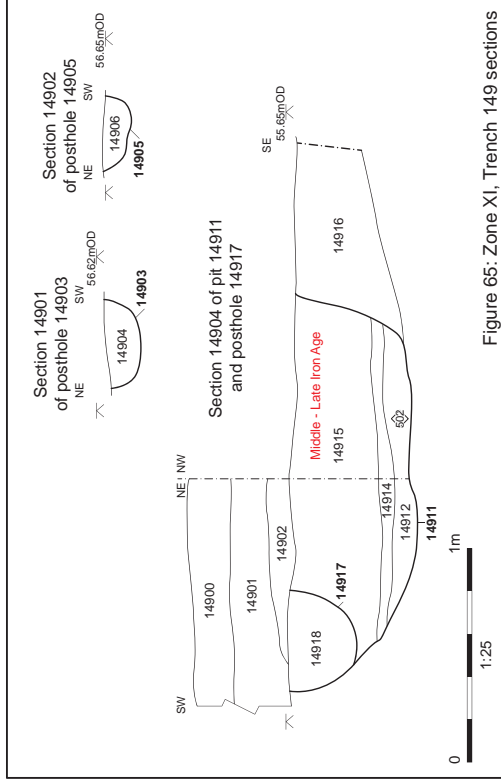 Section 14901
of posthole 14903
NE
SW
56.62mOD
14904
14903
Section 14902
of posthole 14905
NE
SW
56.65mOD
14906
14905
Section 14904 of pit 14911
and posthole 14917
SW
NE
NW
SE
55.65mOD
14900
14901
14902
14918
14917
Middle - Late Iron Age
14915
14916
14914
14912
502
14911
0
1m
1:25
Figure 65: Zone XI, Trench 149 sections